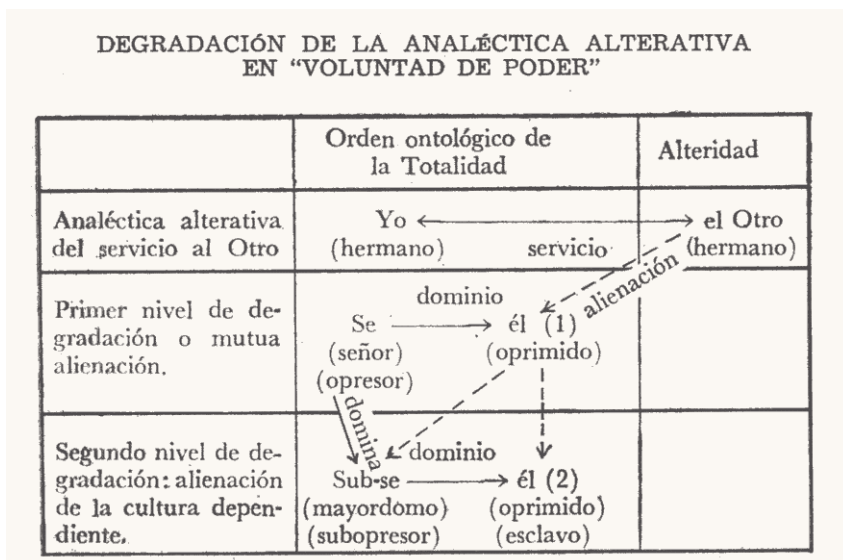 DEGRADACIÓN DE LA ANALÉCTICA ALTERATIVA
EN “VOLUNTAD DE PODER”
Orden ontológico de
la Totalidad
Alteridad
Analéctica alterativa
del servicio al Otro
Yo
(hermano)
servicio
el Otro
(hermano)
alienación
Primer nivel de de-
gradación o mutua
alienación.
dominio
Se
(señor)
(opresor)
él (1)
(oprimido)
domina
Segundo nivel de de-
gradación: alienación
de la cultura depen-
diente.
dominio
Sub-se
(mayordomo)
(subopresor)
él (2)
(oprimido)
(esclavo)